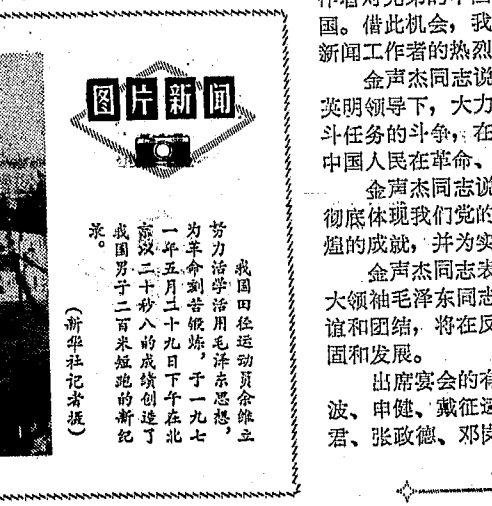 图片新闻
我国田径运动员余维立
努力活学活用毛泽东思想，
为革命刻苦锻炼，于一九七
一年五月二十九日下午在北
京以二十秒八的成绩创造了
我国男子二百米短跑的新纪
录。
（新华社记者摄）
国。借此机会，我
新闻工作者的热烈
金声杰同志说
英明领导下，大力
斗任务的斗争，在
中国人民在革命、
金声杰同志说
彻底体现我们党的
煌的成就，并为实
金声杰同志表
大领袖毛泽东同志
谊和团结，将在反
固和发展。
出席宴会的有
波、申健、戴征远
君、张政德、邓岗